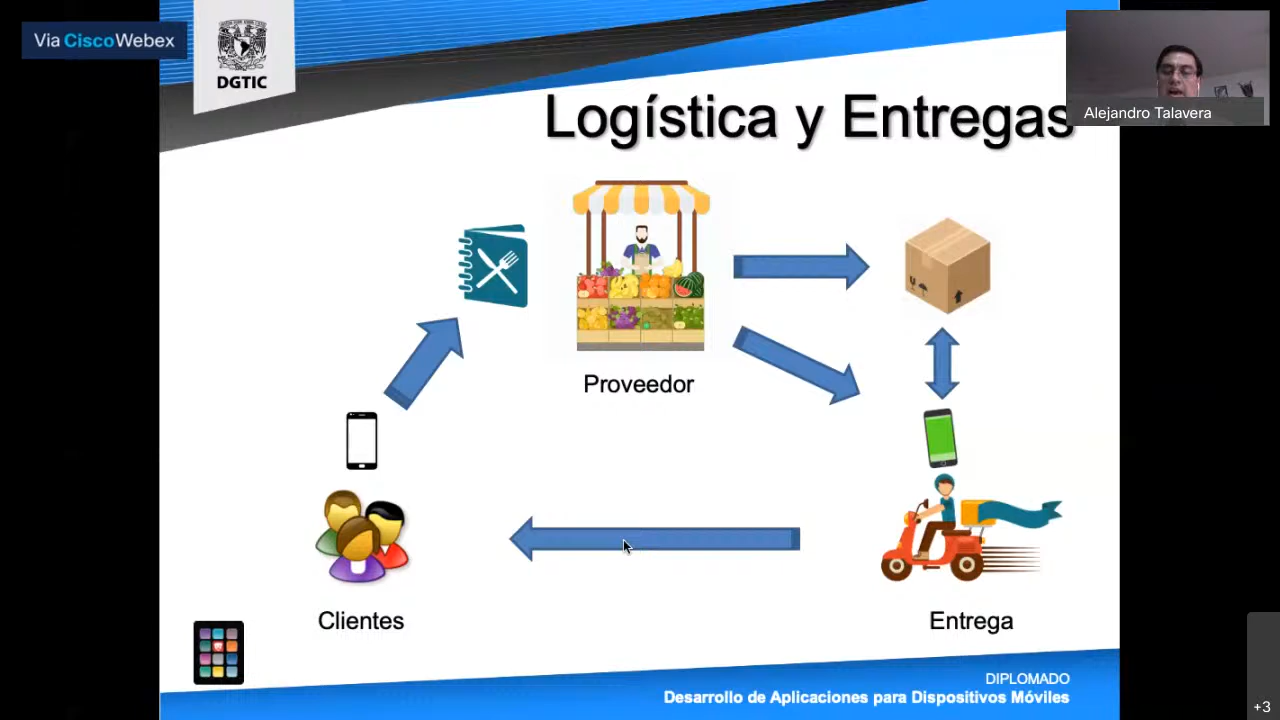 Via CiscoWebex
DGTIC
Alejandro Talavera
Logística y Entregas
Proveedor
Clientes
Entrega
DIPLOMADO
Desarrollo de Aplicaciones para Dispositivos Móviles
+3